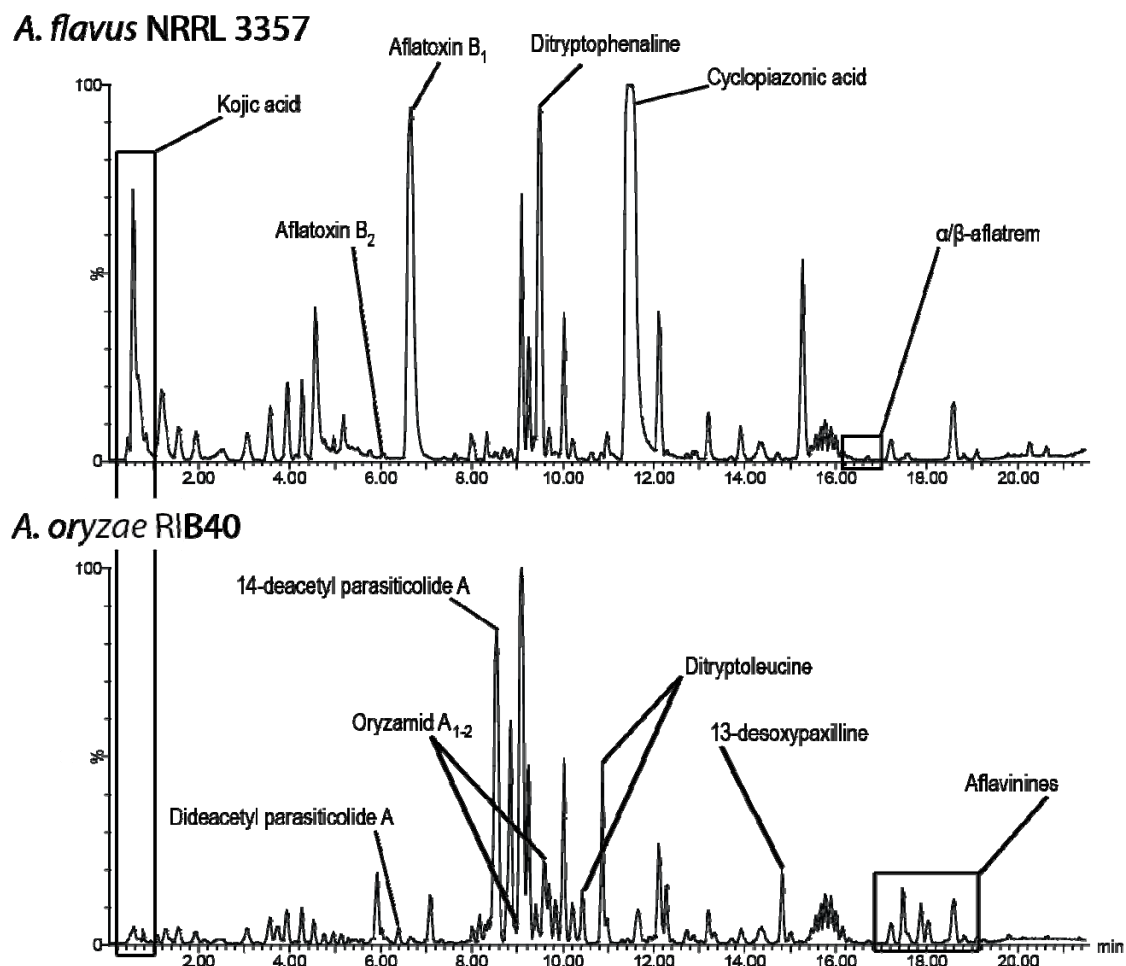 A. flavus NRRL 3357
Aflatoxin B1
Ditryptophenaline
Kojic acid
Cyclopiazonic acid
Aflatoxin B2
α/β-aflatrem
100
%
0
2.00 4.00 6.00 8.00 10.00 12.00 14.00 16.00 18.00 20.00
A. oryzae RIB40
100
14-deacetyl parasiticolide A
Ditryptoleucine
Oryzamid A1-2
13-desoxypaxilline
%
Aflavinines
Dideacetyl parasiticolide A
0
2.00 4.00 6.00 8.00 10.00 12.00 14.00 16.00 18.00 20.00 min